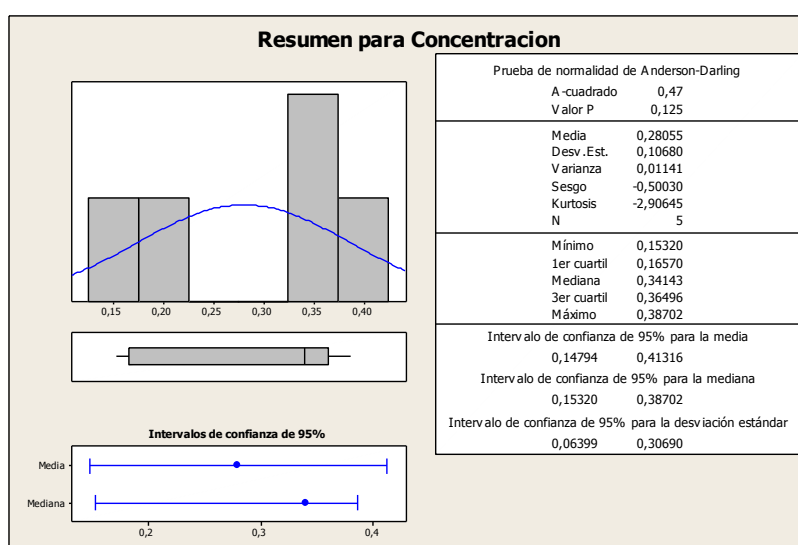 Resumen para Concentracion
0,15 0,20 0,25 0,30 0,35 0,40
Intervalos de confianza de 95%
Media
Mediana
0,2 0,3 0,4
Prueba de normalidad de Anderson-Darling
A-cuadrado 0,47
Valor P 0,125
Media 0,28055
Desv.Est. 0,10680
Varianza 0,01141
Sesgo -0,50030
Kurtosis -2,90645
N 5
Mínimo 0,15320
1er cuartil 0,16570
Mediana 0,34143
3er cuartil 0,36496
Máximo 0,38702
Intervalo de confianza de 95% para la media
0,14794 0,41316
Intervalo de confianza de 95% para la mediana
0,15320 0,38702
Intervalo de confianza de 95% para la desviación estándar
0,06399 0,30690